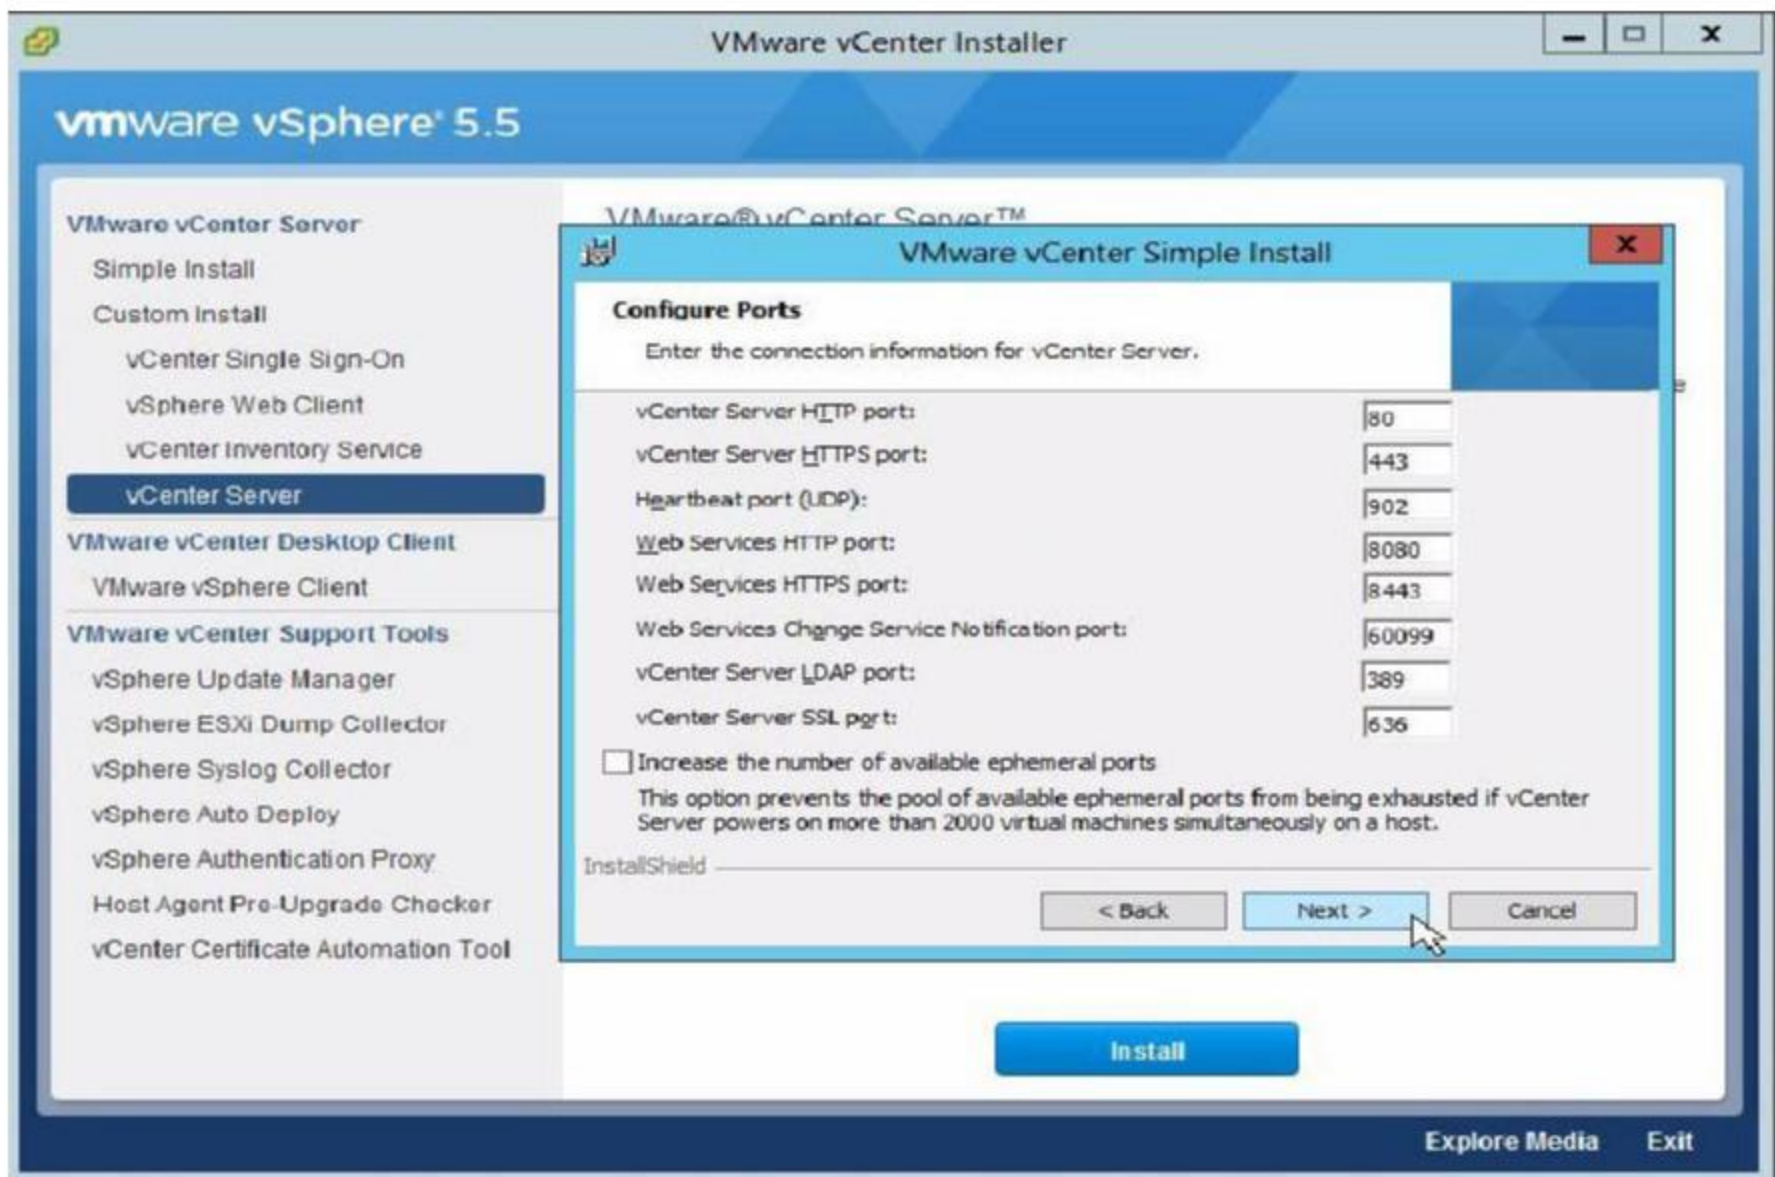 VMware vCenter Installer
vmware vSphere® 5.5
VMware vCenter Server
Simple Install
Custom Install
vCenter Single Sign-On
vSphere Web Client
vCenter Inventory Service
vCenter Server
VMware vCenter Desktop Client
VMware vSphere Client
VMware vCenter Support Tools
vSphere Update Manager
vSphere ESXi Dump Collector
vSphere Syslog Collector
vSphere Auto Deploy
vSphere Authentication Proxy
Host Agent Pre-Upgrade Checker
vCenter Certificate Automation Tool
VMware® vCenter Server™
VMware vCenter Simple Install
Configure Ports
Enter the connection information for vCenter Server.
vCenter Server HTTP port: 80
vCenter Server HTTPS port: 443
Heartbeat port (UDP): 902
Web Services HTTP port: 8080
Web Services HTTPS port: 8443
Web Services Change Service Notification port: 60099
vCenter Server LDAP port: 389
vCenter Server SSL port: 636
Increase the number of available ephemeral ports
This option prevents the pool of available ephemeral ports from being exhausted if vCenter
Server powers on more than 2000 virtual machines simultaneously on a host.
InstallShield
< Back Next > Cancel
Install
Explore Media Exit